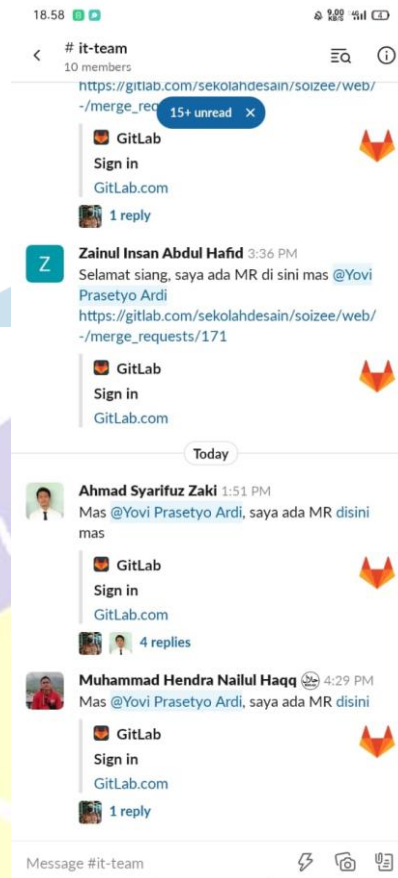 18.58
9,00
KB/S
4G
4
# it-team
10 members
https://gitlab.com/sekolahdesain/soizee/web/
-/merge_req
15+ unread ×
GitLab
Sign in
GitLab.com
1 reply
Z
Zainul Insan Abdul Hafid 3:36 PM
Selamat siang, saya ada MR di sini mas @Yovi
Prasetyo Ardi
https://gitlab.com/sekolahdesain/soizee/web/
-/merge_requests/171
GitLab
Sign in
GitLab.com
Today
Ahmad Syarifuz Zaki 1:51 PM
Mas @Yovi Prasetyo Ardi, saya ada MR disini
mas
GitLab
Sign in
GitLab.com
4 replies
Muhammad Hendra Nailul Haqq 4:29 PM
Mas @Yovi Prasetyo Ardi, saya ada MR disini
GitLab
Sign in
GitLab.com
1 reply
Message #it-team